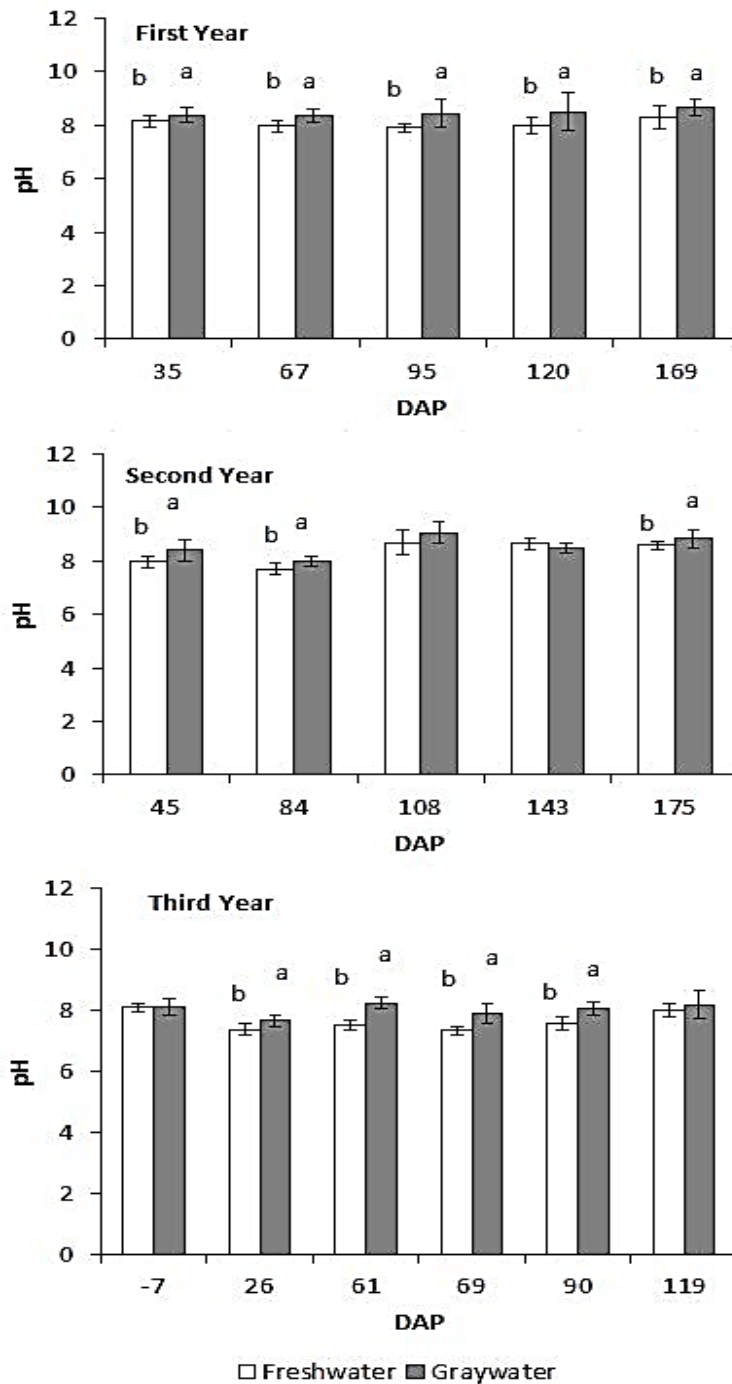 First Year
12
10
8
6
4
2
0
pH
b a b a b a b a b a
35 67 95 120 169
DAP
Second Year
12
10
8
6
4
2
0
pH
b a b a b a
45 84 108 143 175
DAP
Third Year
12
10
8
6
4
2
0
pH
b a b a b a b a
-7 26 61 69 90 119
DAP
Freshwater Graywater